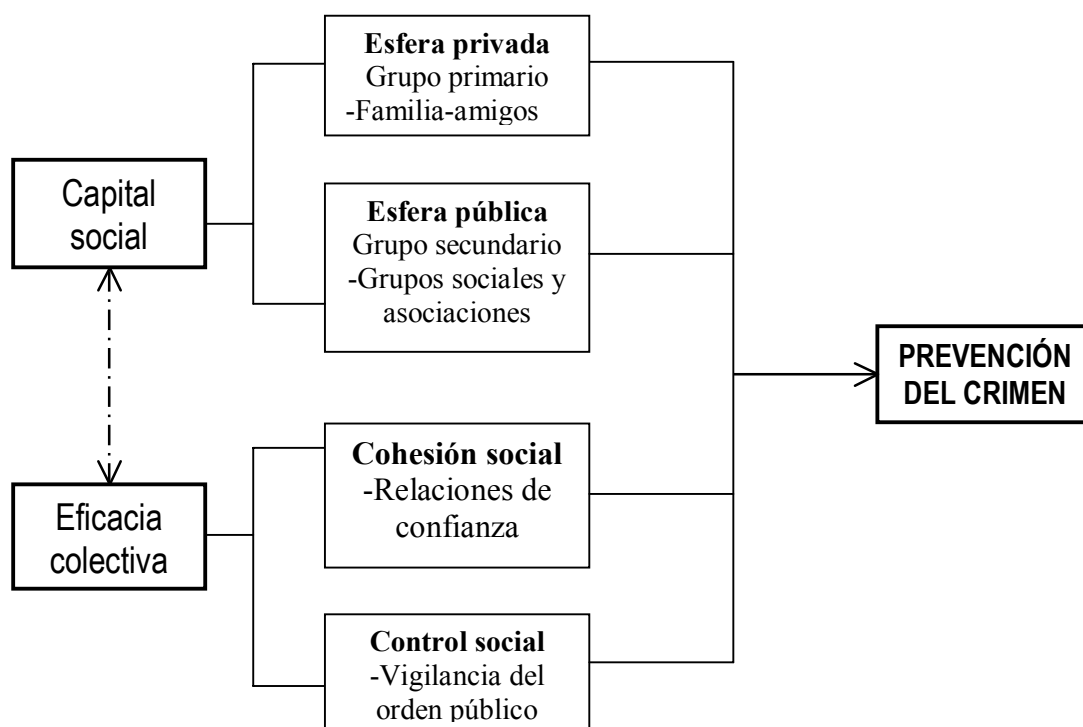 Esfera privada
Grupo primario
-Familia-amigos
Capital
social
Esfera pública
Grupo secundario
-Grupos sociales y
asociaciones
PREVENCIÓN
DEL CRIMEN
Cohesión social
-Relaciones de
confianza
Eficacia
colectiva
Control social
-Vigilancia del
orden público